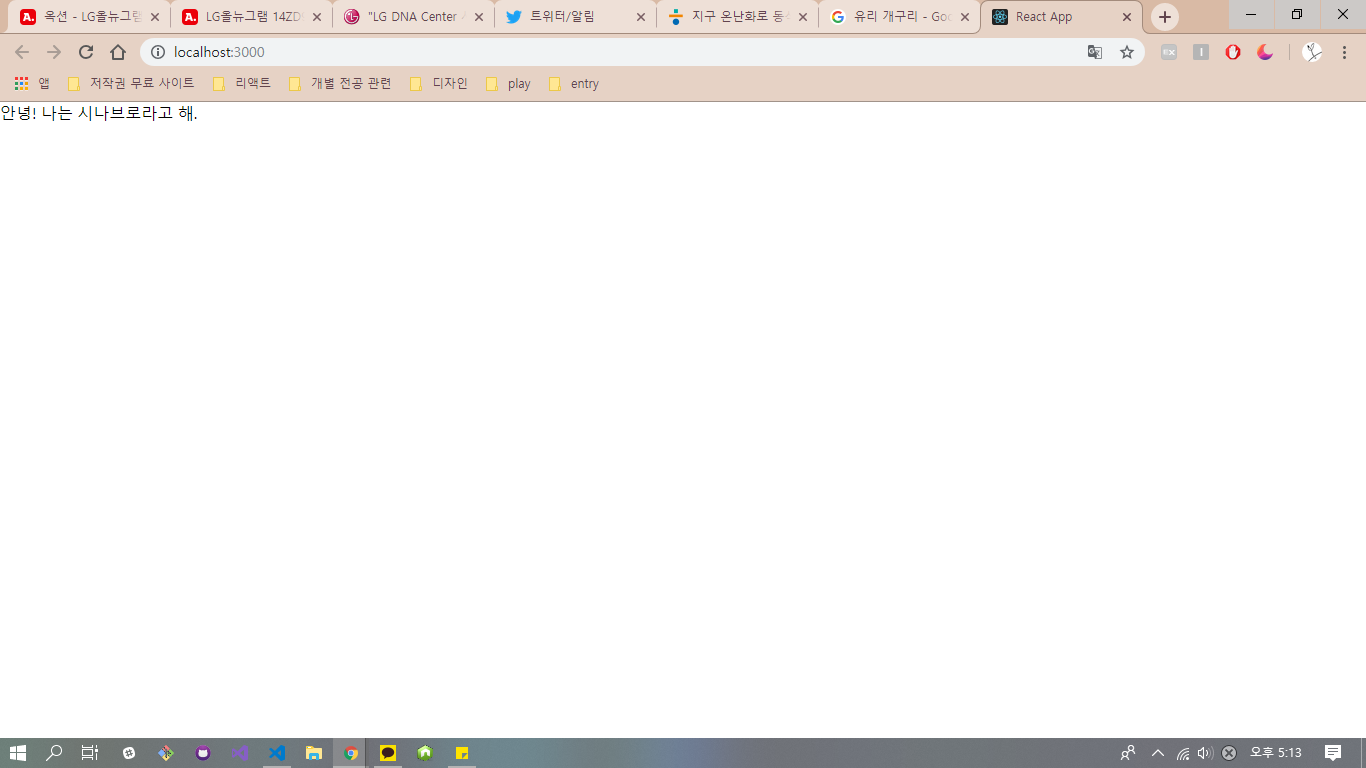 옥션 - LG올뉴그램
LG올뉴그램 14ZD
"LG DNA Center
트위터/알림
지구 온난화로 동
유리 개구리 - Goo
React App
localhost:3000
앱
저작권 무료 사이트
리액트
개별 전공 관련
디자인
play
entry
안녕! 나는 시나브로라고 해.
오후 5:13